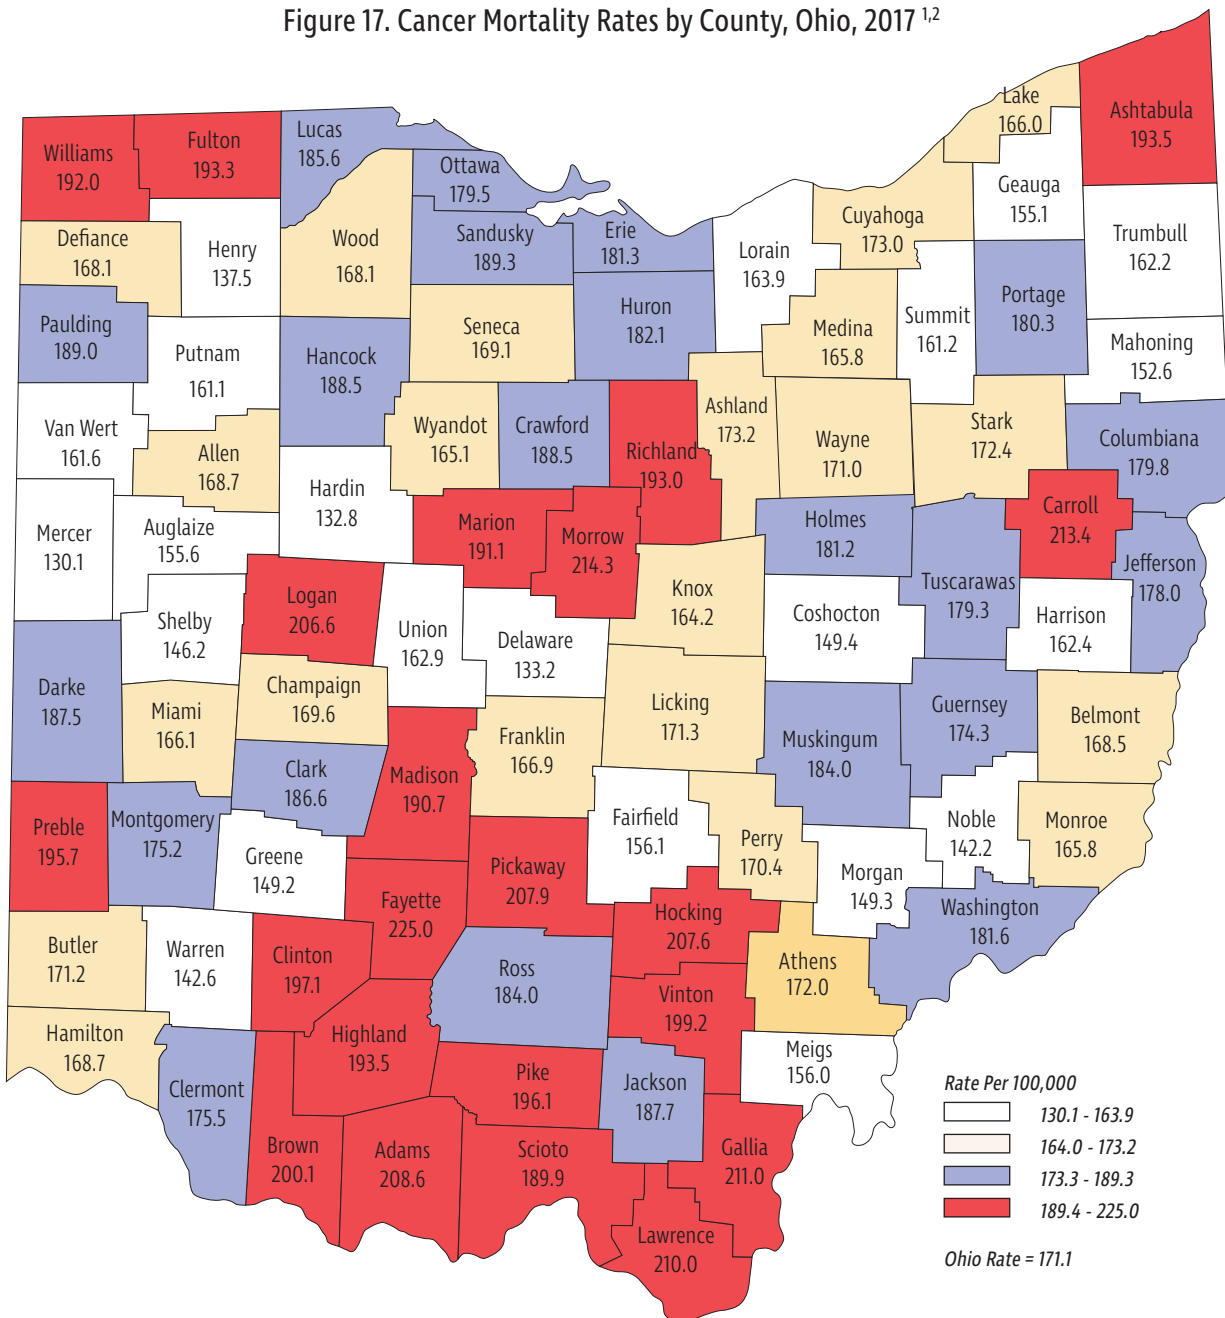 Figure 17. Cancer Mortality Rates by County, Ohio, 2017 1,2
Williams
192.0
Fulton
193.3
Lucas
185.6
Ottawa
179.5
Lake
166.0
Ashtabula
193.5
Geauga
155.1
Cuyahoga
173.0
Trumbull
162.2
Defiance
168.1
Henry
137.5
Wood
168.1
Sandusky
189.3
Erie
181.3
Lorain
163.9
Huron
182.1
Portage
180.3
Summit
161.2
Medina
165.8
Mahoning
152.6
Paulding
189.0
Putnam
161.1
Hancock
188.5
Seneca
169.1
Van Wert
161.6
Allen
168.7
Wyandot
165.1
Crawford
188.5
Richland
193.0
Ashland
173.2
Wayne
171.0
Stark
172.4
Columbiana
179.8
Mercer
130.1
Auglaize
155.6
Hardin
132.8
Marion
191.1
Morrow
214.3
Holmes
181.2
Carroll
213.4
Jefferson
178.0
Tuscarawas
179.3
Knox
164.2
Coshocton
149.4
Harrison
162.4
Logan
206.6
Shelby
146.2
Union
162.9
Delaware
133.2
Darke
187.5
Miami
166.1
Champaign
169.6
Licking
171.3
Muskingum
184.0
Guernsey
174.3
Belmont
168.5
Franklin
166.9
Clark
186.6
Madison
190.7
Preble
195.7
Montgomery
175.2
Greene
149.2
Fairfield
156.1
Perry
170.4
Noble
142.2
Monroe
165.8
Morgan
149.3
Pickaway
207.9
Fayette
225.0
Hocking
207.6
Washington
181.6
Butler
171.2
Warren
142.6
Clinton
197.1
Ross
184.0
Athens
172.0
Vinton
199.2
Hamilton
168.7
Highland
193.5
Meigs
156.0
Clermont
175.5
Pike
196.1
Jackson
187.7
Brown
200.1
Adams
208.6
Scioto
189.9
Gallia
211.0
Lawrence
210.0
Rate Per 100,000
130.1 - 163.9
164.0 - 173.2
173.3 - 189.3
189.4 - 225.0
Ohio Rate = 171.1